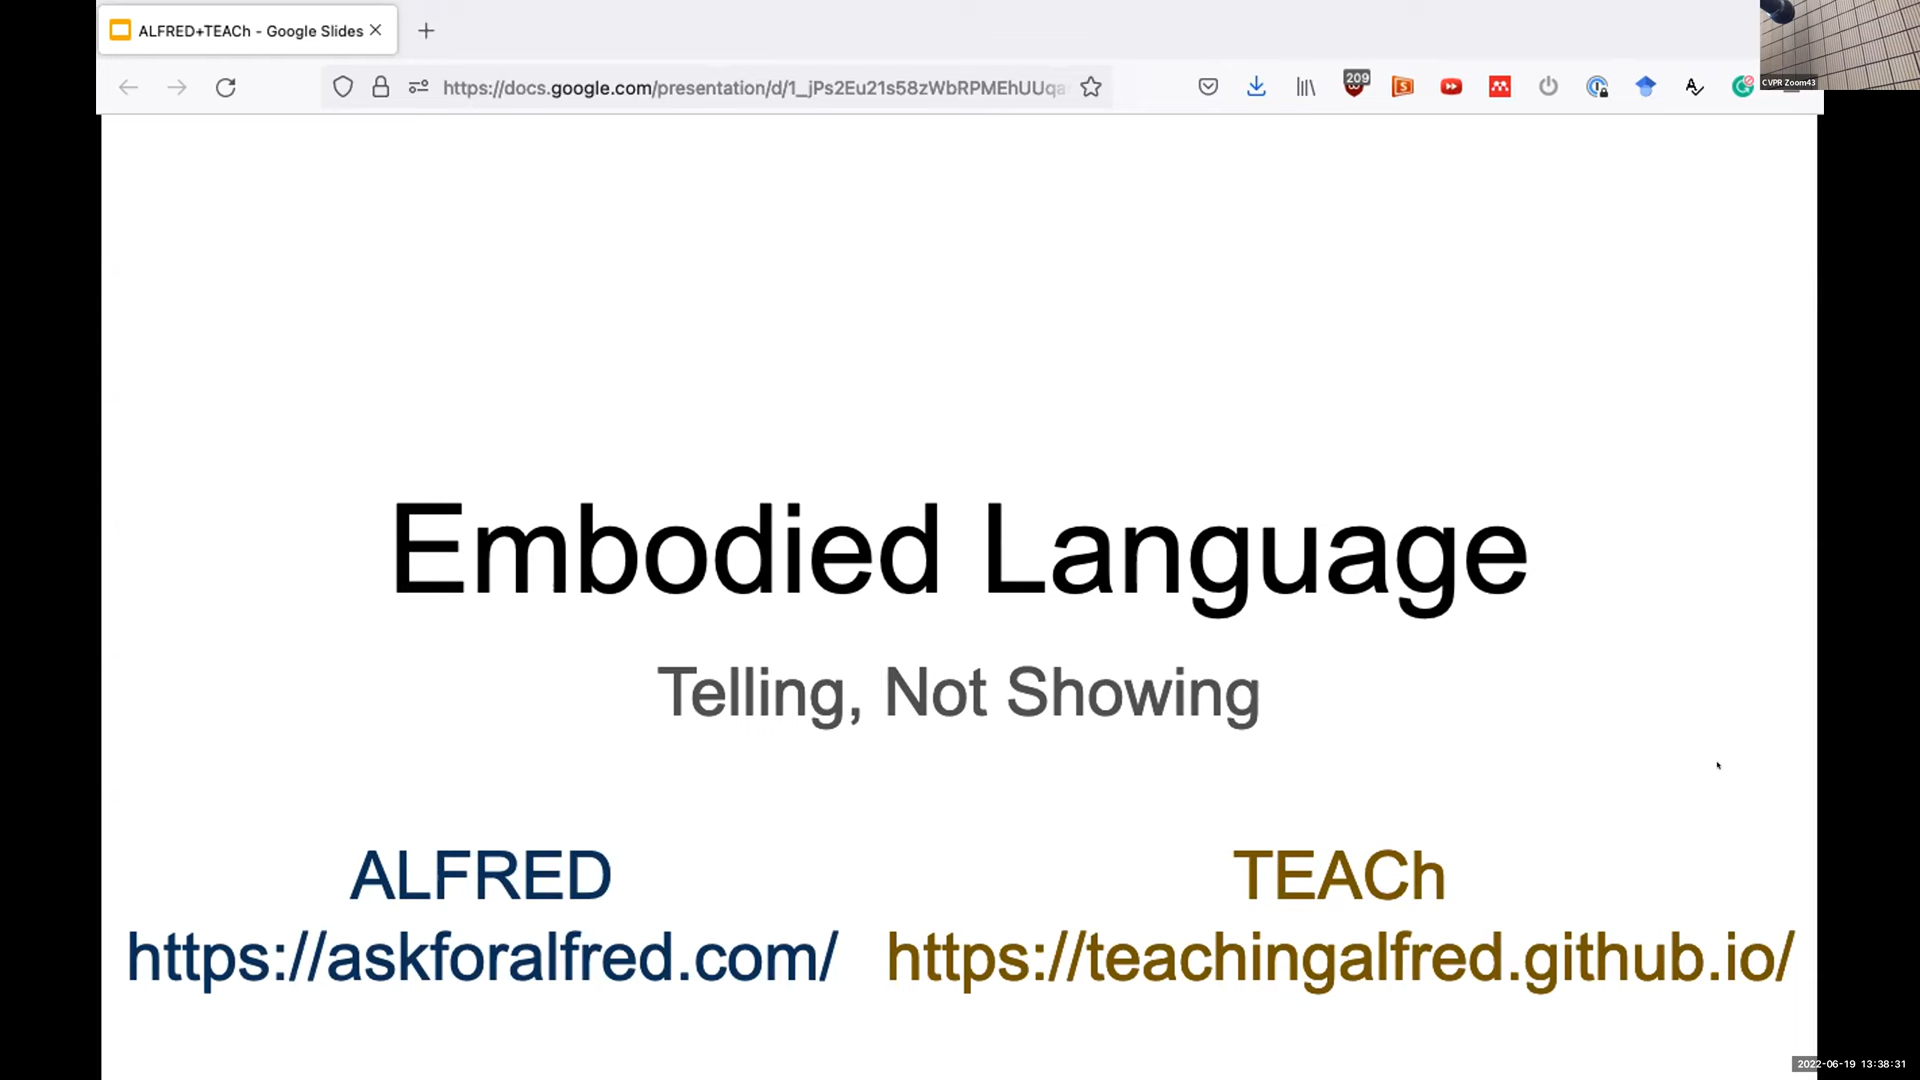 ALFRED+TEACh - Google Slides
209
https://docs.google.com/presentation/d/1_jPs2Eu21s58zWbRPMEhUUqa
CVPR Zoom43
Embodied Language
Telling, Not Showing
ALFRED
https://askforalfred.com/
TEACh
https://teachingalfred.github.io/
2022-06-19 13:38:31